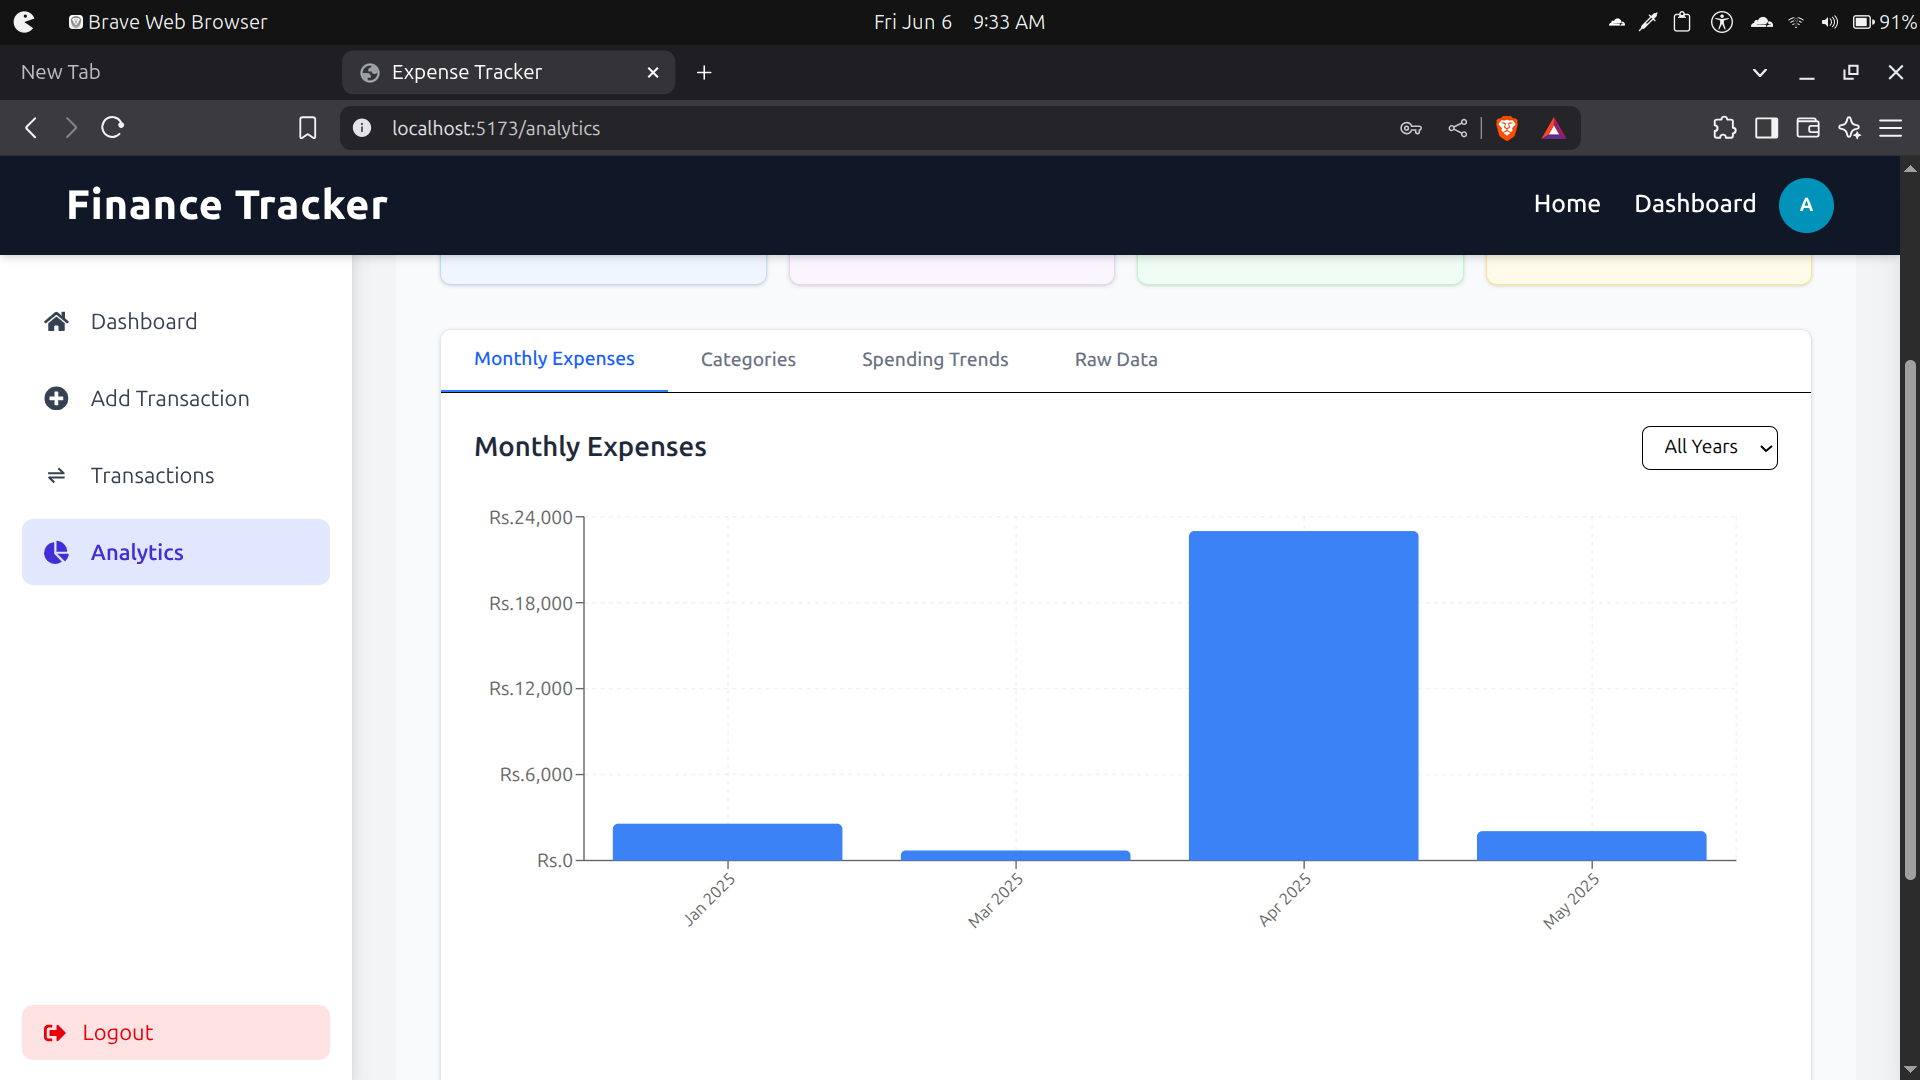 Brave Web Browser
Fri Jun 6 9:33 AM
91%
New Tab
Expense Tracker
localhost:5173/analytics
Finance Tracker
Home
Dashboard
A
Dashboard
Add Transaction
Transactions
Analytics
Logout
Monthly Expenses
Categories
Spending Trends
Raw Data
Monthly Expenses
All Years
Rs.24,000
Rs.18,000
Rs.12,000
Rs.6,000
Rs.0
Jan 2025
Mar 2025
Apr 2025
May 2025